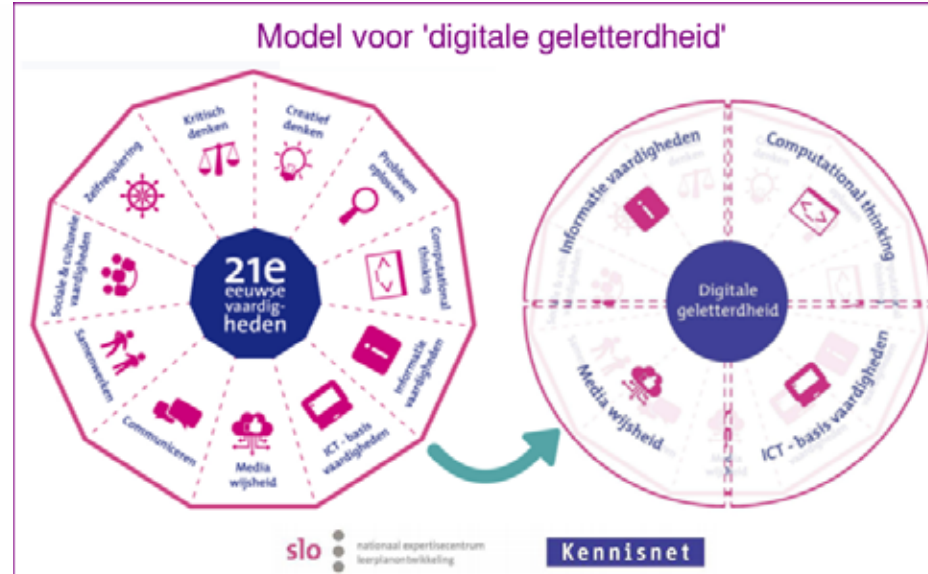 Model voor 'digitale geletterdheid'
Kritisch
denken
Creatief
denken
Probleem
oplossen
Computational
thinking
Informatie
vaardigheden
ICT - basis
vaardigheden
Media
wijsheid
Communiceren
Samenwerken
Sociale & culturele
vaardigheden
Zelfregulering
21e
eeuwse
vaardig-
heden
Informatie vaardigheden
Computational thinking
ICT - basis vaardigheden
Media wijsheid
Digitale
geletterdheid
slo
nationaal expertisecentrum
leerplanontwikkeling
Kennisnet